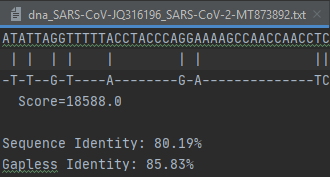 dna_SARS-CoV-JQ316196_SARS-CoV-2-MT873892.txt
ATATTAGGTTTTTACCTACCCAGGAAAAGCCAACCAACCTC
 | |  | |    |       | |             ||
-T-T--G-T----A-------G-A-------------TC
  Score=18588.0
Sequence Identity: 80.19%
Gapless Identity: 85.83%